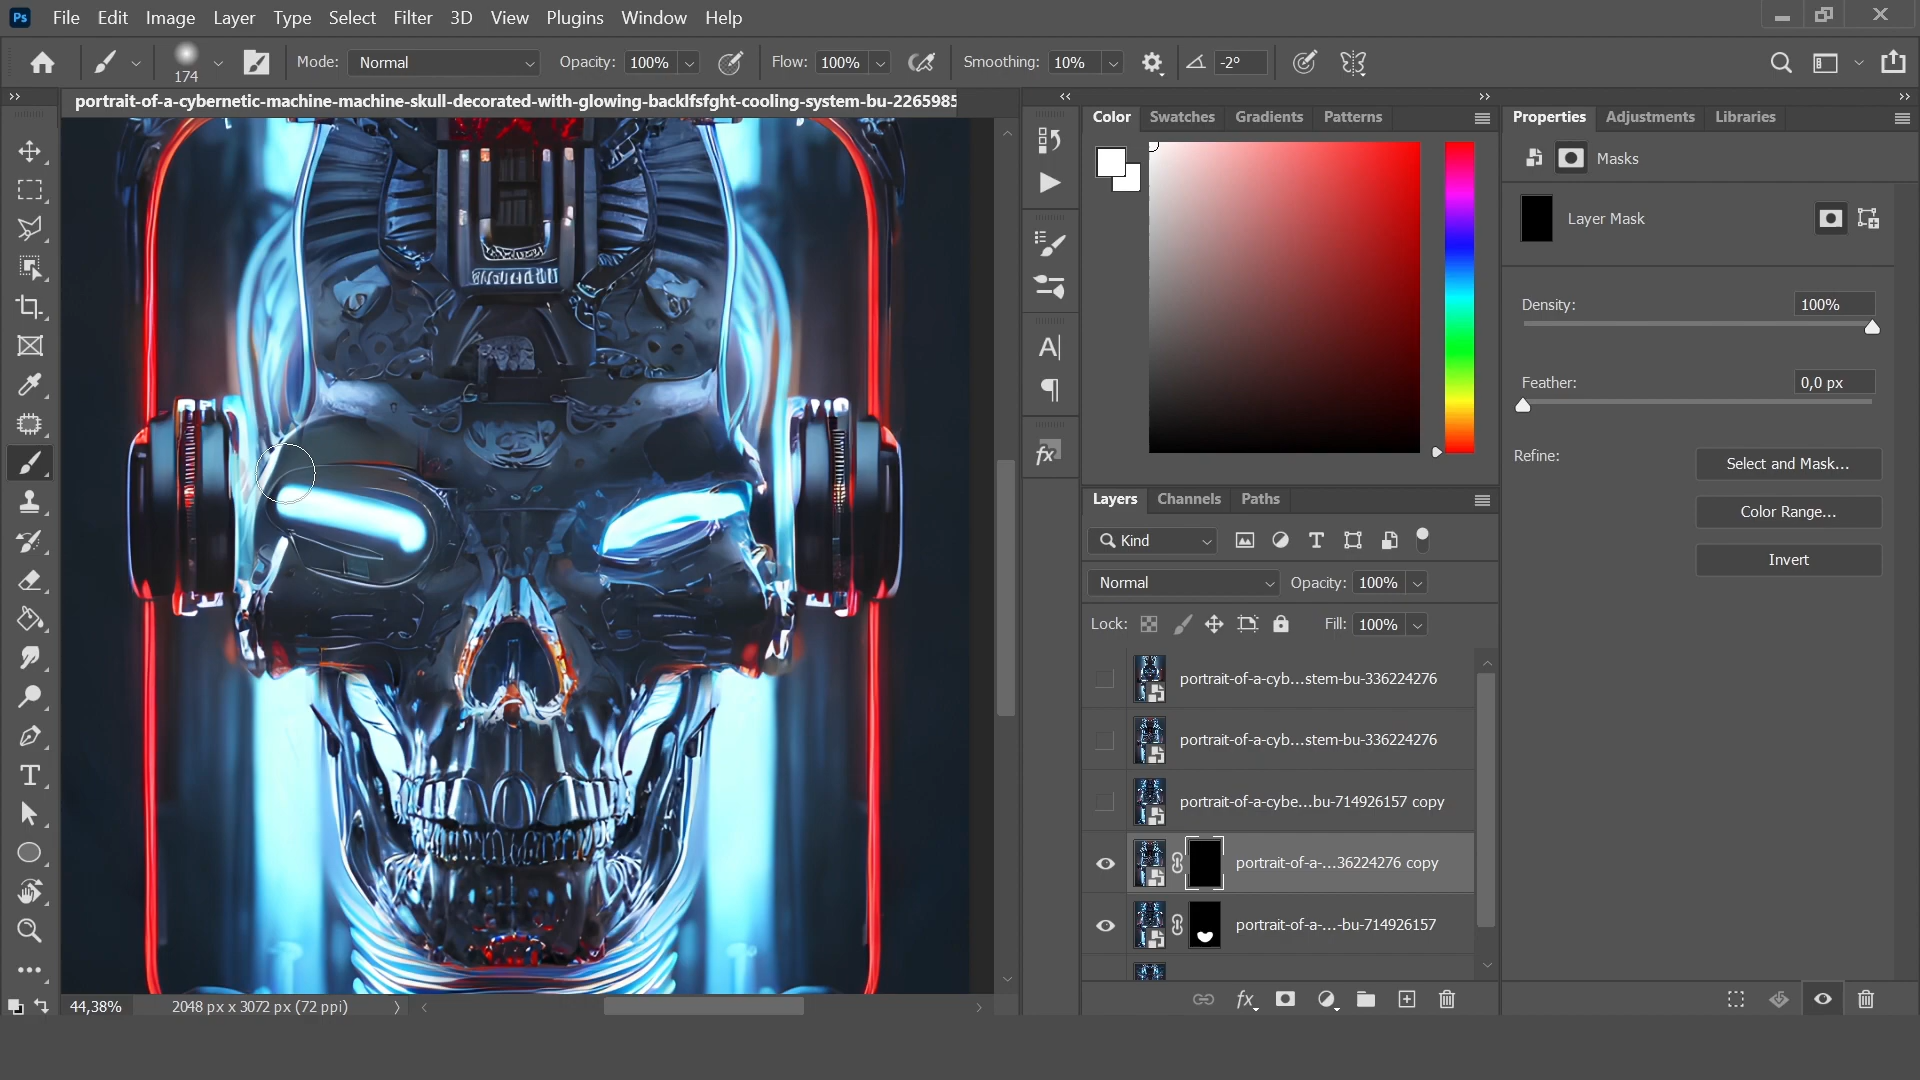 Ps File Edit Image Layer Type Select Filter 3D View Plugins Window Help
174 Mode: Normal Opacity: 100% Flow: 100% Smoothing: 10% -2°
portrait-of-a-cybernetic-machine-machine-skull-decorated-with-glowing-backlfsfght-cooling-system-bu-2265985
Color Swatches Gradients Patterns
Properties Adjustments Libraries
Masks
Layer Mask
Density: 100%
Feather: 0,0 px
Refine: Select and Mask...
Color Range...
Invert
Layers Channels Paths
Kind
Normal Opacity: 100%
Lock: Fill: 100%
portrait-of-a-cyb...stem-bu-336224276
portrait-of-a-cyb...stem-bu-336224276
portrait-of-a-cybe...bu-714926157 copy
portrait-of-a-...36224276 copy
portrait-of-a-...-bu-714926157
fx
44,38% 2048 px x 3072 px (72 ppi)